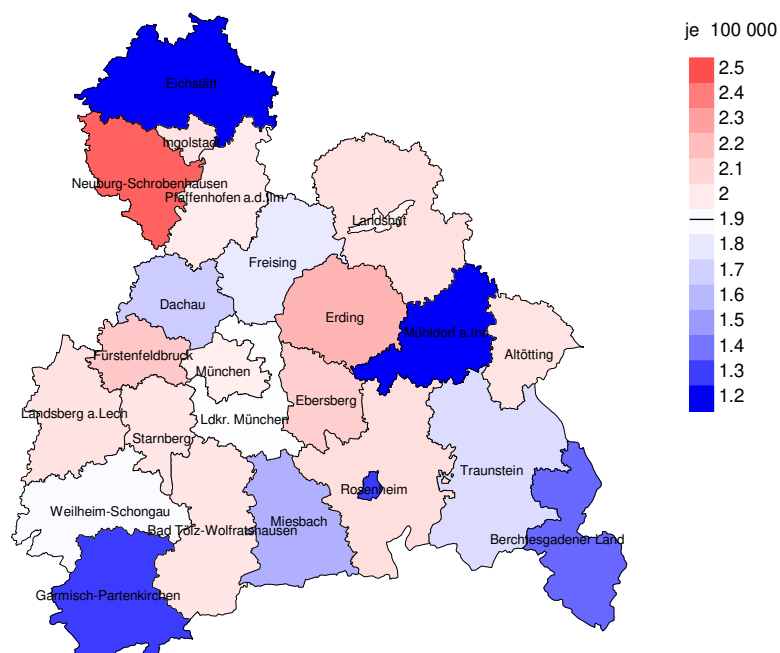 je 100 000
2.5
2.4
2.3
2.2
2.1
2
1.9
1.8
1.7
1.6
1.5
1.4
1.3
1.2
Eichstätt
Ingolstadt
Neuburg-Schrobenhausen
Pfaffenhofen a.d.Ilm
Landshut
Freising
Dachau
Erding
Mühldorf a.Inn
Fürstenfeldbruck
Altötting
München
Ebersberg
Landsberg a.Lech
Ldkr. München
Starnberg
Traunstein
Rosenheim
Weilheim-Schongau
Miesbach
Bad Tölz-Wolfratshausen
Berchtesgadener Land
Garmisch-Partenkirchen